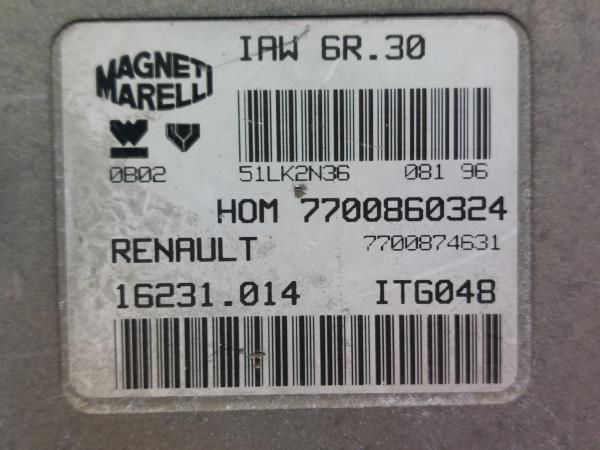 MAGNETI
MARELLI
IAW 6R.30
0B02
51LK2N36 081 96
HOM 7700860324
RENAULT 7700874631
16231.014 ITG048